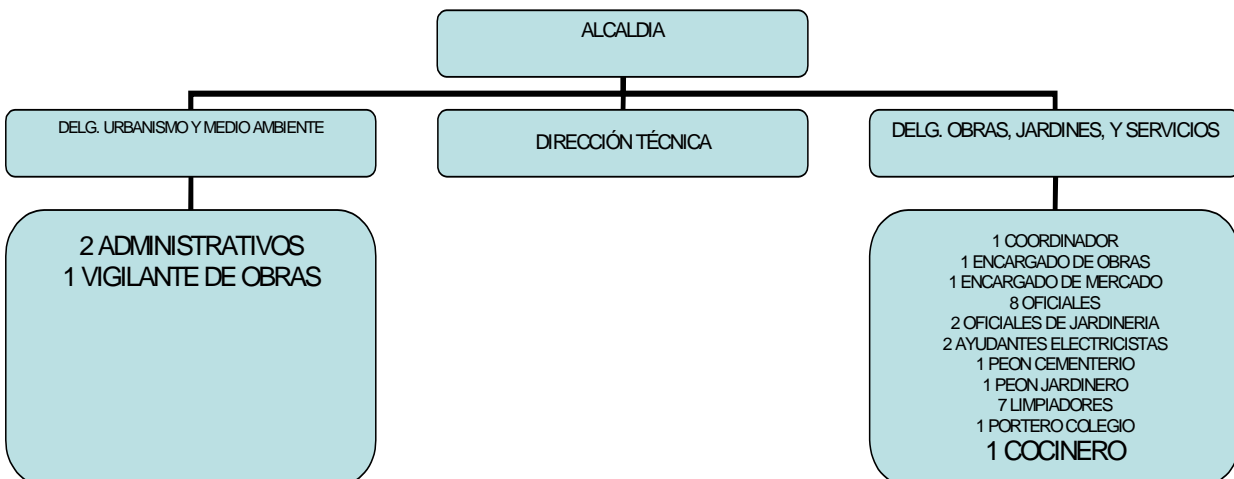 ALCALDIA
DELG. URBANISMO Y MEDIO AMBIENTE
DIRECCIÓN TÉCNICA
DELG. OBRAS, JARDINES, Y SERVICIOS
2 ADMINISTRATIVOS
1 VIGILANTE DE OBRAS
1 COORDINADOR
1 ENCARGADO DE OBRAS
1 ENCARGADO DE MERCADO
8 OFICIALES
2 OFICIALES DE JARDINERIA
2 AYUDANTES ELECTRICISTAS
1 PEON CEMENTERIO
1 PEON JARDINERO
7 LIMPIADORES
1 PORTERO COLEGIO
1 COCINERO